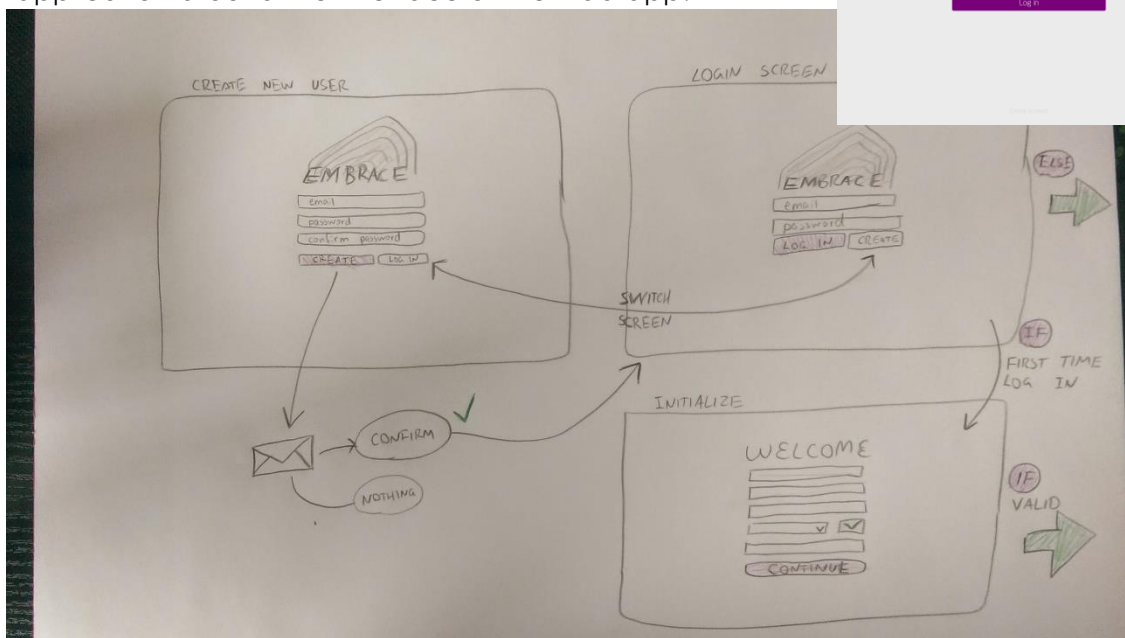 Log in
CREATE NEW USER
EMBRACE
email
password
confirm password
CREATE LOG IN
LOGIN SCREEN
EMBRACE
email
password
LOG IN CREATE
ELSE
SWITCH
SCREEN
IF
FIRST TIME
LOG IN
CONFIRM
NOTHING
INITIALIZE
WELCOME
CONTINUE
IF
VALID